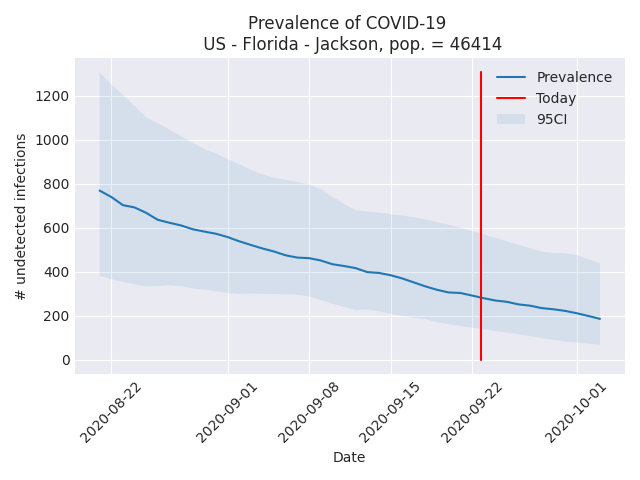 Prevalence of COVID-19
US - Florida - Jackson, pop. = 46414
Prevalence
Today
95CI
# undetected infections
1200
1000
800
600
400
200
0
2020-08-22
2020-09-01
2020-09-08
2020-09-15
2020-09-22
2020-10-01
Date